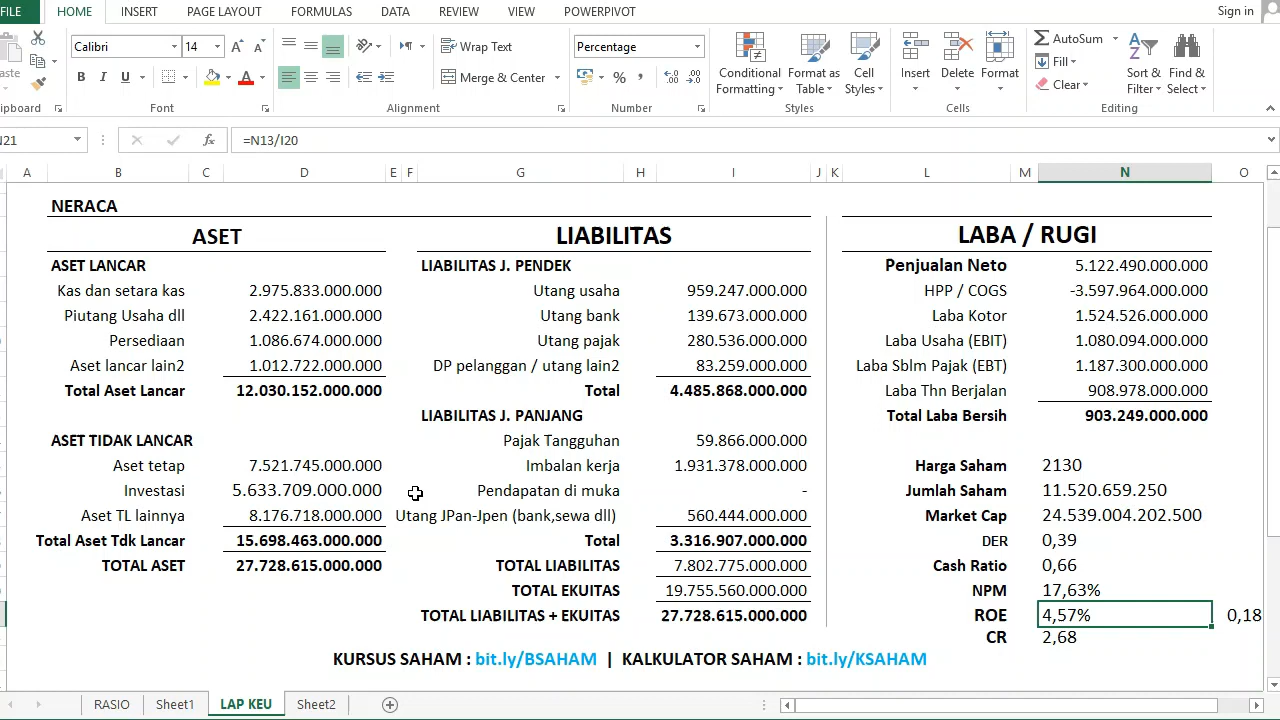 FILE HOME INSERT PAGE LAYOUT FORMULAS DATA REVIEW VIEW POWERPIVOT Sign in
Calibri 14 A A Wrap Text Percentage AutoSum
Conditional Format as Cell Insert Delete Format Fill Sort & Find &
B I U A Merge & Center % Formatting Table Styles Clear Filter Select
Font Alignment Number Styles Cells Editing
fx =N13/I20
A B C D E F G H I J K L M N O
NERACA
ASET LIABILITAS LABA / RUGI
ASET LANCAR LIABILITAS J. PENDEK Penjualan Neto 5.122.490.000.000
Kas dan setara kas 2.975.833.000.000 Utang usaha 959.247.000.000 HPP / COGS -3.597.964.000.000
Piutang Usaha dll 2.422.161.000.000 Utang bank 139.673.000.000 Laba Kotor 1.524.526.000.000
Persediaan 1.086.674.000.000 Utang pajak 280.536.000.000 Laba Usaha (EBIT) 1.080.094.000.000
Aset lancar lain2 1.012.722.000.000 DP pelanggan / utang lain2 83.259.000.000 Laba Sblm Pajak (EBT) 1.187.300.000.000
Total Aset Lancar 12.030.152.000.000 Total 4.485.868.000.000 Laba Thn Berjalan 908.978.000.000
LIABILITAS J. PANJANG Total Laba Bersih 903.249.000.000
ASET TIDAK LANCAR Pajak Tangguhan 59.866.000.000
Aset tetap 7.521.745.000.000 Imbalan kerja 1.931.378.000.000 Harga Saham 2130
Investasi 5.633.709.000.000 Pendapatan di muka - Jumlah Saham 11.520.659.250
Aset TL lainnya 8.176.718.000.000 Utang JPan-Jpen (bank,sewa dll) 560.444.000.000 Market Cap 24.539.004.202.500
Total Aset Tdk Lancar 15.698.463.000.000 Total 3.316.907.000.000 DER 0,39
TOTAL ASET 27.728.615.000.000 TOTAL LIABILITAS 7.802.775.000.000 Cash Ratio 0,66
TOTAL EKUITAS 19.755.560.000.000 NPM 17,63%
TOTAL LIABILITAS + EKUITAS 27.728.615.000.000 ROE 4,57% 0,18
CR 2,68
KURSUS SAHAM : bit.ly/BSAHAM | KALKULATOR SAHAM : bit.ly/KSAHAM
RASIO Sheet1 LAP KEU Sheet2